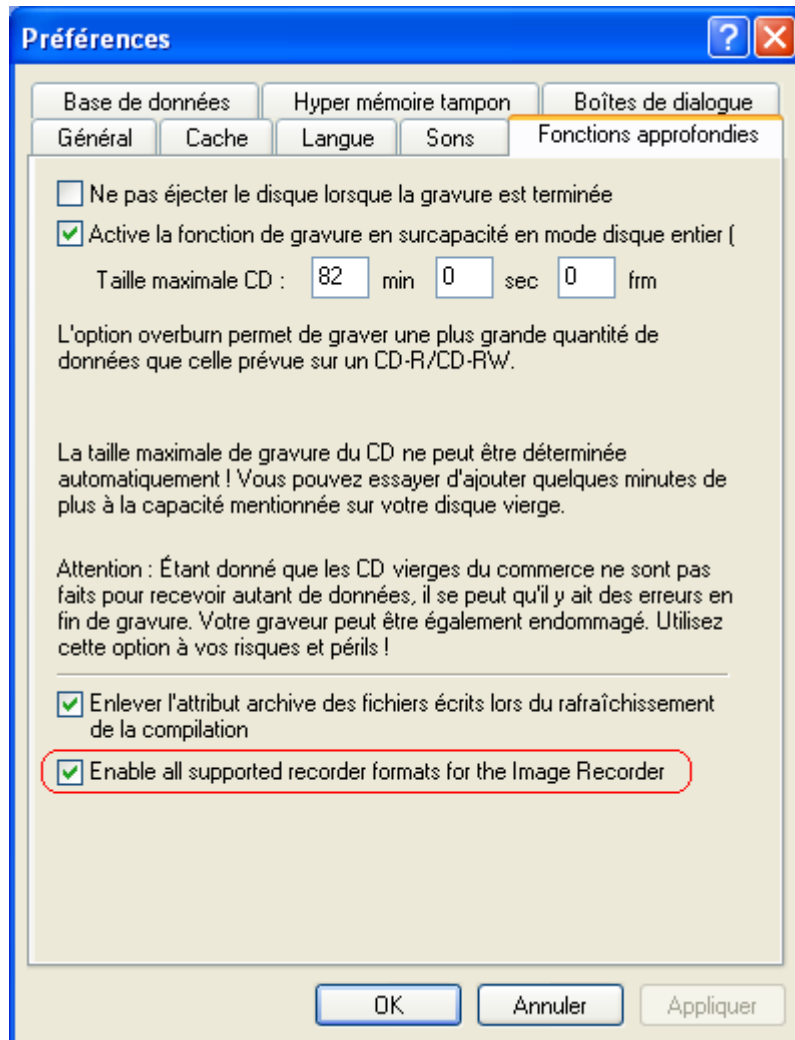 Préférences
Base de données
Hyper mémoire tampon
Boîtes de dialogue
Général
Cache
Langue
Sons
Fonctions approfondies
Ne pas éjecter le disque lorsque la gravure est terminée
Active la fonction de gravure en surcapacité en mode disque entier (
Taille maximale CD : 82 min 0 sec 0 frm
L'option overburn permet de graver une plus grande quantité de
données que celle prévue sur un CD-R/CD-RW.
La taille maximale de gravure du CD ne peut être déterminée
automatiquement ! Vous pouvez essayer d'ajouter quelques minutes de
plus à la capacité mentionnée sur votre disque vierge.
Attention : Étant donné que les CD vierges du commerce ne sont pas
faits pour recevoir autant de données, il se peut qu'il y ait des erreurs en
fin de gravure. Votre graveur peut être également endommagé. Utilisez
cette option à vos risques et périls !
Enlever l'attribut archive des fichiers écrits lors du rafraîchissement
de la compilation
Enable all supported recorder formats for the Image Recorder
OK
Annuler
Appliquer